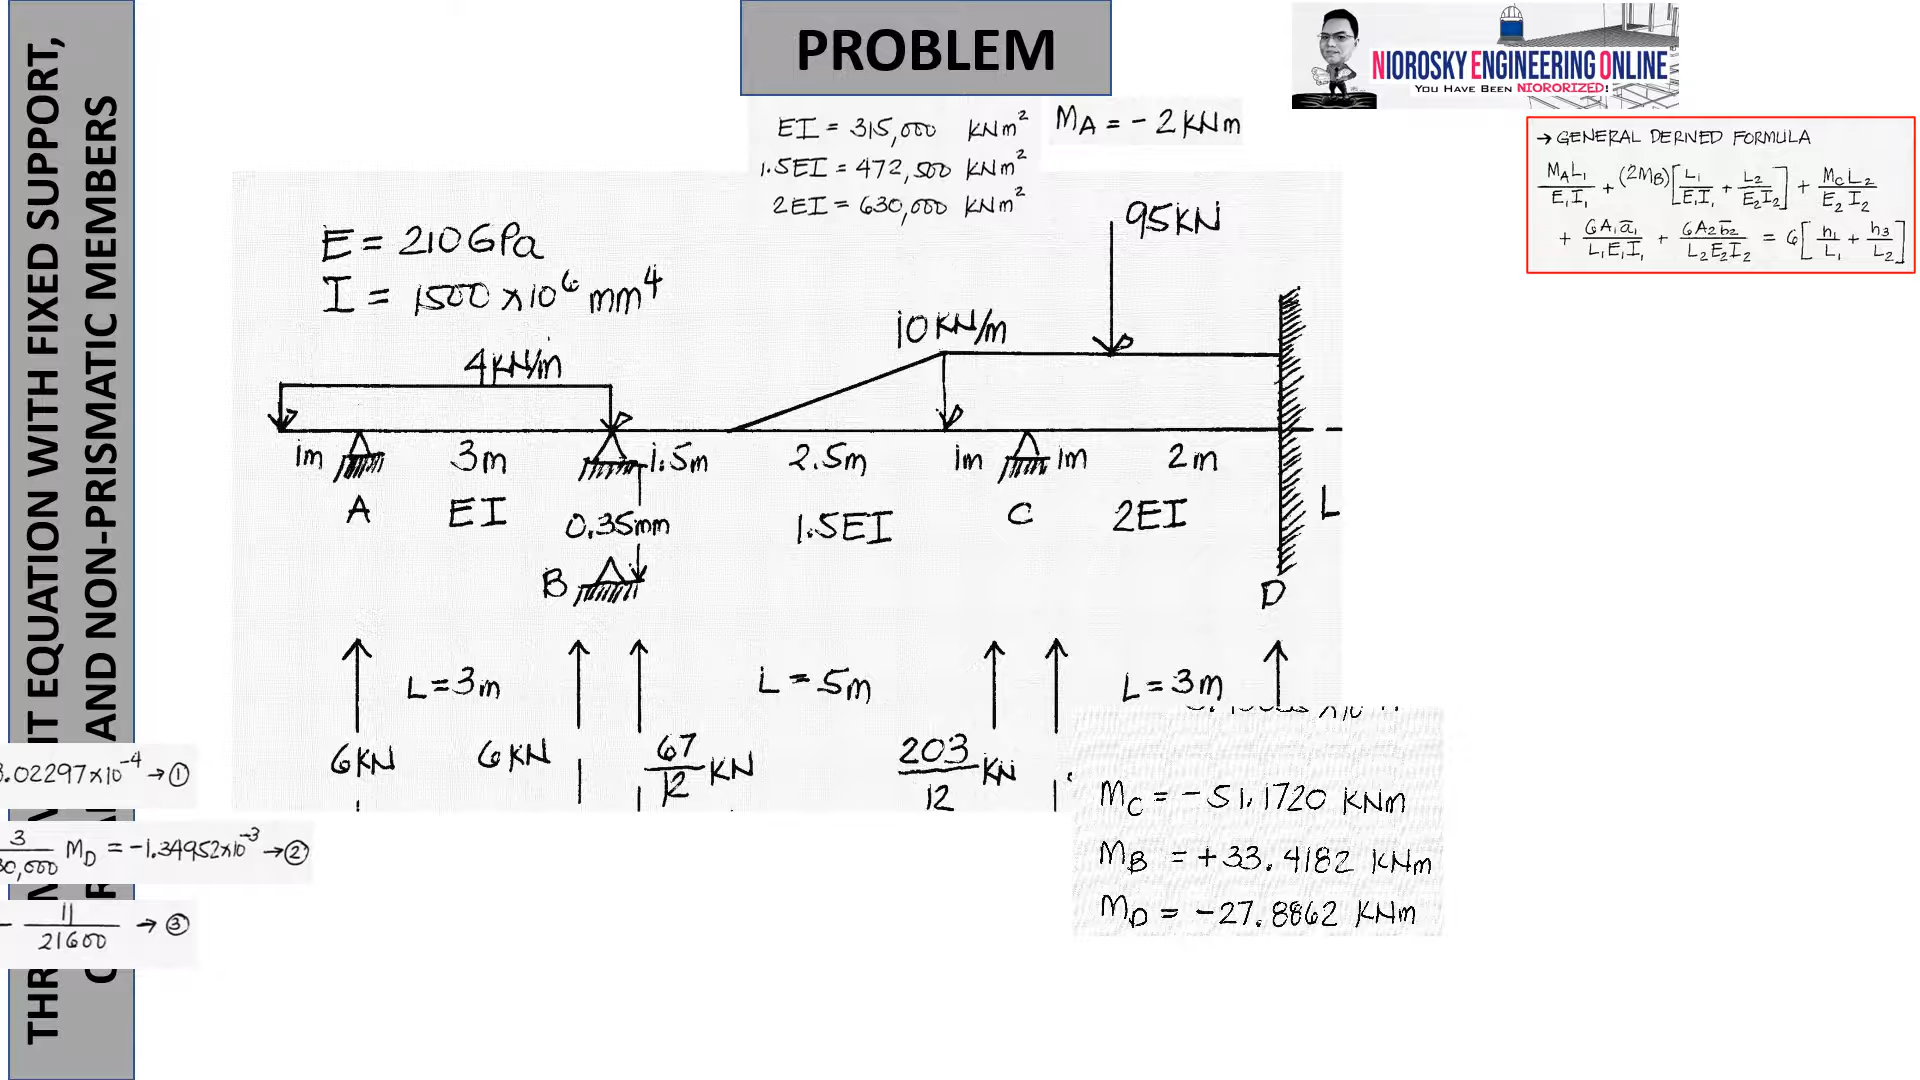 PROBLEM
NIOROSKY ENGINEERING ONLINE
YOU HAVE BEEN NIORORIZED!
EQUATION WITH FIXED SUPPORT,
AND NON-PRISMATIC MEMBERS
EI = 315,000 KNm²
1.5EI = 472,500 KNm²
2EI = 630,000 KNm²
MA = -2KNm
→ GENERAL DERIVED FORMULA
MAL1/E1I1 + (2MB)[L1/E1I1 + L2/E2I2] + MCL2/E2I2
+ 6A1ā1/L1E1I1 + 6A2b̄2/L2E2I2 = 6[h1/L1 + h3/L2]
E = 210GPa
I = 1500 x10⁶ mm⁴
95KN
10KN/m
4KN/m
1m 3m 1.5m 2.5m 1m 1m 2m
A EI 0.35mm 1.5EI C 2EI L
B D
L=3m L=5m L=3m
6KN 6KN 67/12 KN 203/12 KN
.02297x10⁻⁴ → ①
MD = -1.34952x10⁻³ → ②
- 11/21600 → ③
MC = -51.1720 KNm
MB = +33.4182 KNm
MD = -27.8862 KNm